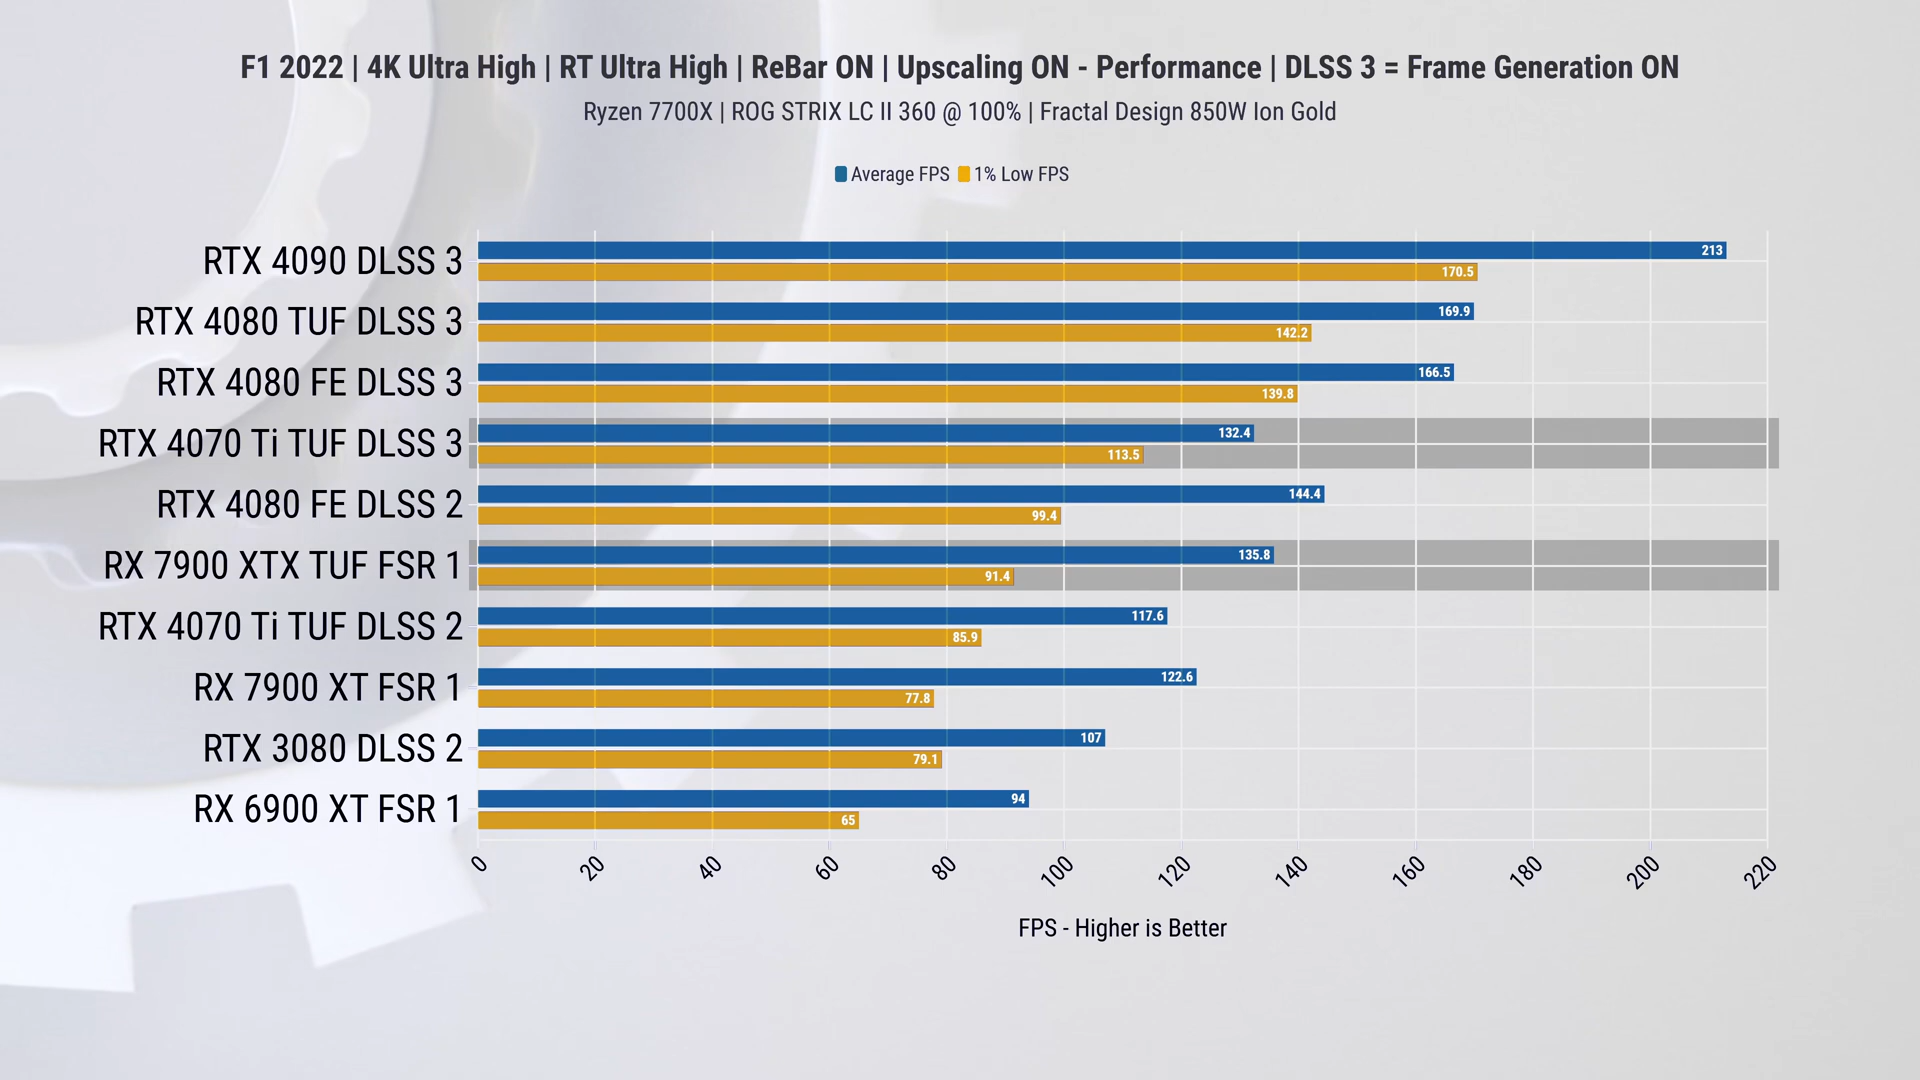 F1 2022 | 4K Ultra High | RT Ultra High | ReBar ON | Upscaling ON - Performance | DLSS 3 = Frame Generation ON
Ryzen 7700X | ROG STRIX LC II 360 @ 100% | Fractal Design 850W Ion Gold
Average FPS 1% Low FPS
RTX 4090 DLSS 3 213
170.5
RTX 4080 TUF DLSS 3 169.9
142.2
RTX 4080 FE DLSS 3 166.5
139.8
RTX 4070 Ti TUF DLSS 3 132.4
113.5
RTX 4080 FE DLSS 2 144.4
99.4
RX 7900 XTX TUF FSR 1 135.8
91.4
RTX 4070 Ti TUF DLSS 2 117.6
85.9
RX 7900 XT FSR 1 122.6
77.8
RTX 3080 DLSS 2 107
79.1
RX 6900 XT FSR 1 94
65
0 20 40 60 80 100 120 140 160 180 200 220
FPS - Higher is Better